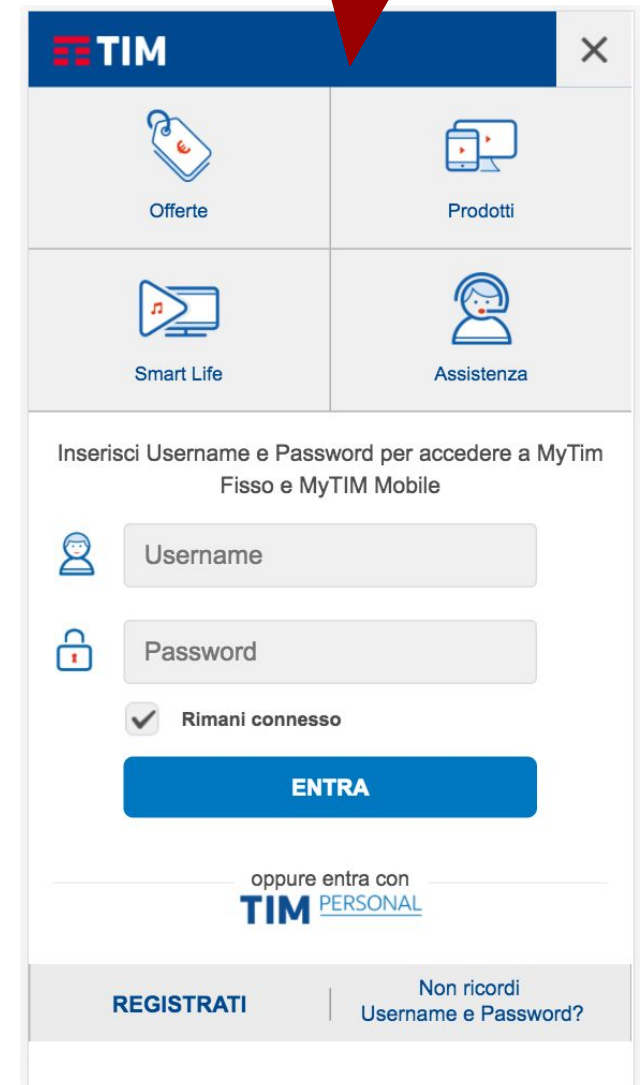 TIM
Offerte
Prodotti
Smart Life
Assistenza
Inserisci Username e Password per accedere a MyTim
Fisso e MyTIM Mobile
Username
Password
Rimani connesso
ENTRA
oppure entra con
TIM PERSONAL
REGISTRATI
Non ricordi
Username e Password?